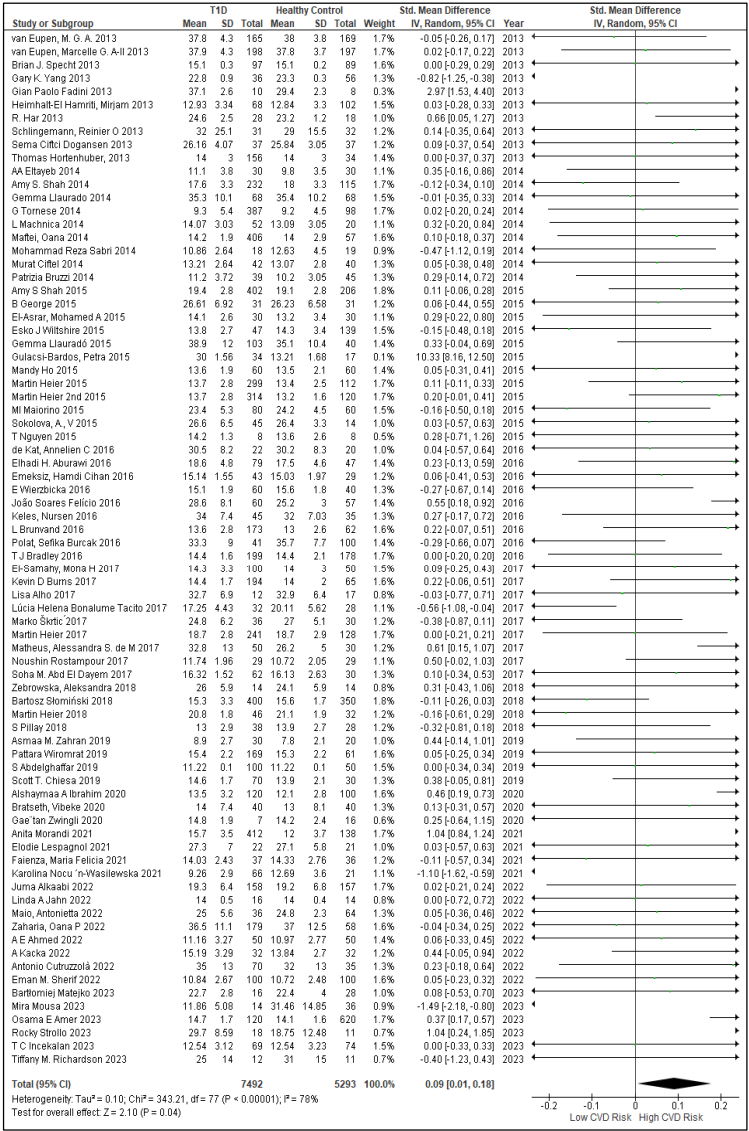 T1D Healthy Control Std. Mean Difference Std. Mean Difference
Study or Subgroup Mean SD Total Mean SD Total Weight IV, Random, 95% CI Year IV, Random, 95% CI
van Eupen, M. G. A. 2013 37.8 4.3 165 38 3.8 169 1.7% -0.05 [-0.26, 0.17] 2013
van Eupen, Marcelle G. A-II 2013 37.9 4.3 198 37.8 3.7 197 1.7% 0.02 [-0.17, 0.22] 2013
Brian J. Specht 2013 15.1 0.3 97 15.1 0.2 89 1.6% 0.00 [-0.29, 0.29] 2013
Gary K. Yang 2013 22.8 0.9 36 23.3 0.3 56 1.3% -0.82 [-1.25, -0.38] 2013
Gian Paolo Fadini 2013 37.1 2.6 10 29.4 2.3 8 0.3% 2.97 [1.53, 4.40] 2013
Heimhalt-El Hamriti, Mirjam 2013 12.93 3.34 68 12.84 3.3 102 1.5% 0.03 [-0.28, 0.33] 2013
R. Har 2013 24.6 2.5 28 23.2 1.2 18 1.0% 0.66 [0.05, 1.27] 2013
Schlingemann, Reinier O 2013 32 25.1 31 29 15.5 32 1.2% 0.14 [-0.35, 0.64] 2013
Sema Ciftci Dogansen 2013 26.16 4.07 37 25.84 3.05 37 1.3% 0.09 [-0.37, 0.54] 2013
Thomas Hortenhuber, 2013 14 3 156 14 3 34 1.4% 0.00 [-0.37, 0.37] 2013
AA Eltayeb 2014 11.1 3.8 30 9.8 3.5 30 1.2% 0.35 [-0.16, 0.86] 2014
Amy S. Shah 2014 17.6 3.3 232 18 3.3 115 1.7% -0.12 [-0.34, 0.10] 2014
Gemma Llaurado 2014 35.3 10.1 68 35.4 10.2 68 1.5% -0.01 [-0.35, 0.33] 2014
G Tornese 2014 9.3 5.4 387 9.2 4.5 98 1.7% 0.02 [-0.20, 0.24] 2014
L Machnica 2014 14.07 3.03 52 13.09 3.05 20 1.2% 0.32 [-0.20, 0.84] 2014
Maftei, Oana 2014 14.2 1.9 406 14 2.9 57 1.6% 0.10 [-0.18, 0.37] 2014
Mohammad Reza Sabri 2014 10.86 2.64 18 12.63 4.5 19 1.0% -0.47 [-1.12, 0.19] 2014
Murat Ciftel 2014 13.21 2.64 42 13.07 2.8 40 1.3% 0.05 [-0.38, 0.48] 2014
Patrizia Bruzzi 2014 11.2 3.72 39 10.2 3.05 45 1.3% 0.29 [-0.14, 0.72] 2014
Amy S Shah 2015 19.4 2.8 402 19.1 2.8 206 1.7% 0.11 [-0.06, 0.28] 2015
B George 2015 26.61 6.92 31 26.23 6.58 31 1.2% 0.06 [-0.44, 0.55] 2015
El-Asrar, Mohamed A 2015 14.1 2.6 30 13.2 3.4 30 1.2% 0.29 [-0.22, 0.80] 2015
Esko J Wiltshire 2015 13.8 2.7 47 14.3 3.4 139 1.5% -0.15 [-0.48, 0.18] 2015
Gemma Llauradó 2015 38.9 12 103 35.1 10.4 40 1.4% 0.33 [-0.04, 0.69] 2015
Gulacsi-Bardos, Petra 2015 30 1.56 34 13.21 1.68 17 0.1% 10.33 [8.16, 12.50] 2015
Mandy Ho 2015 13.6 1.9 60 13.5 2.1 60 1.4% 0.05 [-0.31, 0.41] 2015
Martin Heier 2015 13.7 2.8 299 13.4 2.5 112 1.7% 0.11 [-0.11, 0.33] 2015
Martin Heier 2nd 2015 13.7 2.8 314 13.2 1.6 120 1.7% 0.20 [-0.01, 0.41] 2015
MI Maiorino 2015 23.4 5.3 80 24.2 4.5 60 1.5% -0.16 [-0.50, 0.18] 2015
Sokolova, A., V 2015 26.6 6.5 45 26.4 3.3 14 1.0% 0.03 [-0.57, 0.63] 2015
T Nguyen 2015 14.2 1.3 8 13.6 2.6 8 0.7% 0.28 [-0.71, 1.26] 2015
de Kat, Annelien C 2016 30.5 8.2 22 30.2 8.3 20 1.0% 0.04 [-0.57, 0.64] 2016
Elhadi H. Aburawi 2016 18.6 4.8 79 17.5 4.6 47 1.4% 0.23 [-0.13, 0.59] 2016
Emeksiz, Hamdi Cihan 2016 15.14 1.55 43 15.03 1.97 29 1.2% 0.06 [-0.41, 0.53] 2016
E Wierzbicka 2016 15.1 1.9 60 15.6 1.8 40 1.4% -0.27 [-0.67, 0.14] 2016
João Soares Felício 2016 28.6 8.1 60 25.2 3 57 1.4% 0.55 [0.18, 0.92] 2016
Keles, Nursen 2016 34 7.4 45 32 7.03 35 1.3% 0.27 [-0.17, 0.72] 2016
L Brunvand 2016 13.6 2.8 173 13 2.6 62 1.6% 0.22 [-0.07, 0.51] 2016
Polat, Sefika Burcak 2016 33.3 9 41 35.7 7.7 100 1.4% -0.29 [-0.66, 0.07] 2016
T J Bradley 2016 14.4 1.6 199 14.4 2.1 178 1.7% 0.00 [-0.20, 0.20] 2016
El-Samahy, Mona H 2017 14.3 3.3 100 14 3 50 1.5% 0.09 [-0.25, 0.43] 2017
Kevin D Burns 2017 14.4 1.7 194 14 2 65 1.6% 0.22 [-0.06, 0.51] 2017
Lisa Alho 2017 32.7 6.9 12 32.9 6.4 17 0.9% -0.03 [-0.77, 0.71] 2017
Lúcia Helena Bonalume Tacito 2017 17.25 4.43 32 20.11 5.62 28 1.2% -0.56 [-1.08, -0.04] 2017
Marko Škrtic´2017 24.8 6.2 36 27 5.1 30 1.2% -0.38 [-0.87, 0.11] 2017
Martin Heier 2017 18.7 2.8 241 18.7 2.9 128 1.7% 0.00 [-0.21, 0.21] 2017
Matheus, Alessandra S. de M 2017 32.8 13 50 26.2 5 30 1.3% 0.61 [0.15, 1.07] 2017
Noushin Rostampour 2017 11.74 1.96 29 10.72 2.05 29 1.2% 0.50 [-0.02, 1.03] 2017
Soha M. Abd El Dayem 2017 16.32 1.52 62 16.13 2.63 30 1.3% 0.10 [-0.34, 0.53] 2017
Zebrowska, Aleksandra 2018 26 5.9 14 24.1 5.9 14 0.8% 0.31 [-0.43, 1.06] 2018
Bartosz Słomiński 2018 15.3 3.3 400 15.6 1.7 350 1.8% -0.11 [-0.26, 0.03] 2018
Martin Heier 2018 20.8 1.8 46 21.1 1.9 32 1.3% -0.16 [-0.61, 0.29] 2018
S Pillay 2018 13 2.9 38 13.9 2.7 28 1.2% -0.32 [-0.81, 0.18] 2018
Asmaa M. Zahran 2019 8.9 2.7 30 7.8 2.1 20 1.1% 0.44 [-0.14, 1.01] 2019
Pattara Wiromrat 2019 15.4 2.2 169 15.3 2.2 61 1.6% 0.05 [-0.25, 0.34] 2019
S Abdelghaffar 2019 11.22 0.1 100 11.22 0.1 50 1.5% 0.00 [-0.34, 0.34] 2019
Scott T. Chiesa 2019 14.6 1.7 70 13.9 2.1 30 1.3% 0.38 [-0.05, 0.81] 2019
Alshaymaa A Ibrahim 2020 13.5 3.2 120 12.1 2.8 100 1.6% 0.46 [0.19, 0.73] 2020
Bratseth, Vibeke 2020 14 7.4 40 13 8.1 40 1.3% 0.13 [-0.31, 0.57] 2020
Gae¨tan Zwingli 2020 14.8 1.9 7 14.2 2.4 16 0.7% 0.25 [-0.64, 1.15] 2020
Anita Morandi 2021 15.7 3.5 412 12 3.7 138 1.7% 1.04 [0.84, 1.24] 2021
Elodie Lespagnol 2021 27.3 7 22 27.1 5.8 21 1.0% 0.03 [-0.57, 0.63] 2021
Faienza, Maria Felicia 2021 14.03 2.43 37 14.33 2.76 36 1.3% -0.11 [-0.57, 0.34] 2021
Karolina Nocu ´n-Wasilewska 2021 9.26 2.9 66 12.69 3.6 21 1.2% -1.10 [-1.62, -0.59] 2021
Juma Alkaabi 2022 19.3 6.4 158 19.2 6.8 157 1.7% 0.02 [-0.21, 0.24] 2022
Linda A Jahn 2022 14 0.5 16 14 0.4 14 0.9% 0.00 [-0.72, 0.72] 2022
Maio, Antonietta 2022 25 5.6 36 24.8 2.3 64 1.4% 0.05 [-0.36, 0.46] 2022
Zaharia, Oana P 2022 36.5 11.1 179 37 12.5 58 1.6% -0.04 [-0.34, 0.25] 2022
A E Ahmed 2022 11.16 3.27 50 10.97 2.77 50 1.4% 0.06 [-0.33, 0.45] 2022
A Kacka 2022 15.19 3.29 32 13.84 2.7 32 1.2% 0.44 [-0.05, 0.94] 2022
Antonio Cutruzzolà 2022 35 13 70 32 13 35 1.4% 0.23 [-0.18, 0.64] 2022
Eman M. Sherif 2022 10.84 2.67 100 10.72 2.48 100 1.6% 0.05 [-0.23, 0.32] 2022
Bartłomiej Matejko 2023 22.7 2.8 16 22.4 4 28 1.0% 0.08 [-0.53, 0.70] 2023
Mira Mousa 2023 11.86 5.08 14 31.46 14.85 36 0.9% -1.49 [-2.18, -0.80] 2023
Osama E Amer 2023 14.7 1.7 120 14.1 1.6 620 1.7% 0.37 [0.17, 0.57] 2023
Rocky Strollo 2023 29.7 8.59 18 18.75 12.48 11 0.8% 1.04 [0.24, 1.85] 2023
T C Incekalan 2023 12.54 3.12 69 12.54 3.23 74 1.5% 0.00 [-0.33, 0.33] 2023
Tiffany M. Richardson 2023 25 14 12 31 15 11 0.8% -0.40 [-1.23, 0.43] 2023
Total (95% CI) 7492 5293 100.0% 0.09 [0.01, 0.18]
Heterogeneity: Tau² = 0.10; Chi² = 343.21, df = 77 (P < 0.00001); I² = 78%
Test for overall effect: Z = 2.10 (P = 0.04)
-0.2 -0.1 0 0.1 0.2
Low CVD Risk High CVD Risk